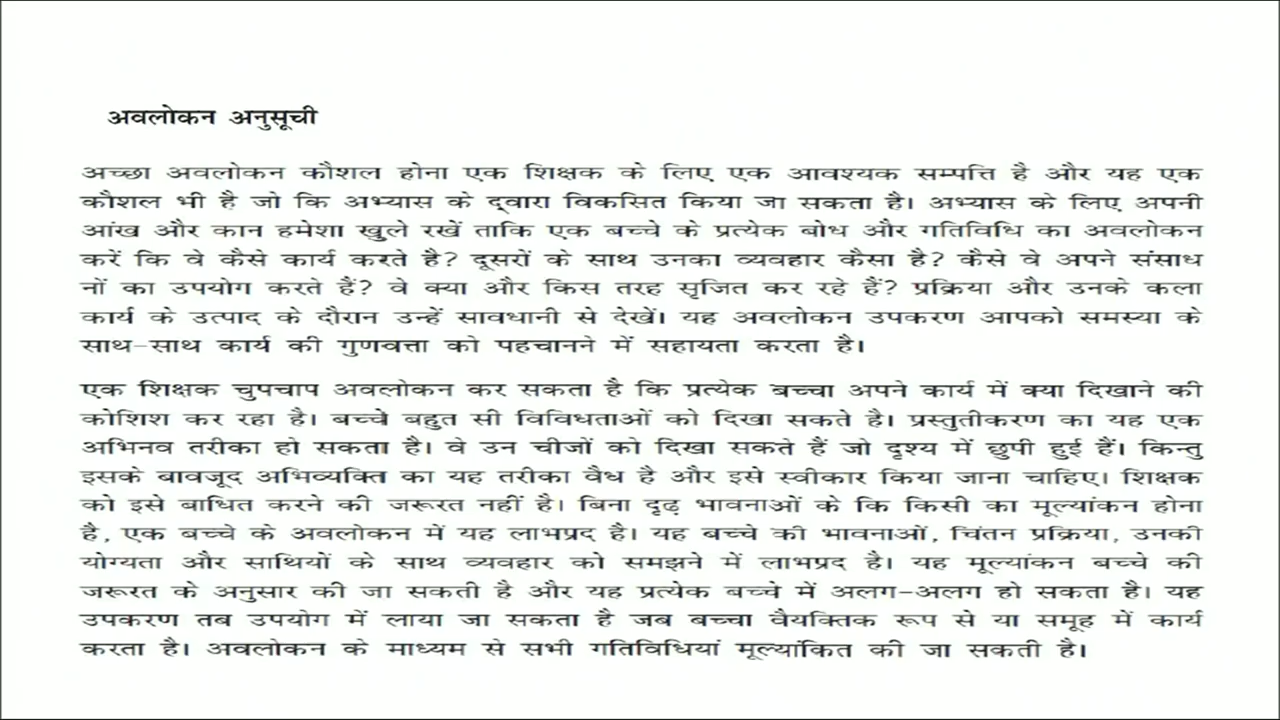 अवलोकन अनुसूची
अच्छा अवलोकन कौशल होना एक शिक्षक के लिए एक आवश्यक सम्पत्ति है और यह एक
कौशल भी है जो कि अभ्यास के द्वारा विकसित किया जा सकता है। अभ्यास के लिए अपनी
आंख और कान हमेशा खुले रखें ताकि एक बच्चे के प्रत्येक बोध और गतिविधि का अवलोकन
करें कि वे कैसे कार्य करते है? दूसरों के साथ उनका व्यवहार कैसा है? कैसे वे अपने संसाध
नों का उपयोग करते हैं? वे क्या और किस तरह सृजित कर रहे हैं? प्रक्रिया और उनके कला
कार्य के उत्पाद के दौरान उन्हें सावधानी से देखें। यह अवलोकन उपकरण आपको समस्या के
साथ-साथ कार्य की गुणवत्ता को पहचानने में सहायता करता है।
एक शिक्षक चुपचाप अवलोकन कर सकता है कि प्रत्येक बच्चा अपने कार्य में क्या दिखाने की
कोशिश कर रहा है। बच्चे बहुत सी विविधताओं को दिखा सकते है। प्रस्तुतीकरण का यह एक
अभिनव तरीका हो सकता है। वे उन चीजों को दिखा सकते हैं जो दृश्य में छुपी हुई हैं। किन्तु
इसके बावजूद अभिव्यक्ति का यह तरीका वैध है और इसे स्वीकार किया जाना चाहिए। शिक्षक
को इसे बाधित करने की जरूरत नहीं है। बिना दृढ़ भावनाओं के कि किसी का मूल्यांकन होना
है, एक बच्चे के अवलोकन में यह लाभप्रद है। यह बच्चे की भावनाओं, चिंतन प्रक्रिया, उनकी
योग्यता और साथियों के साथ व्यवहार को समझने में लाभप्रद है। यह मूल्यांकन बच्चे की
जरूरत के अनुसार की जा सकती है और यह प्रत्येक बच्चे में अलग-अलग हो सकता है। यह
उपकरण तब उपयोग में लाया जा सकता है जब बच्चा वैयक्तिक रूप से या समूह में कार्य
करता है। अवलोकन के माध्यम से सभी गतिविधियां मूल्यांकित की जा सकती है।